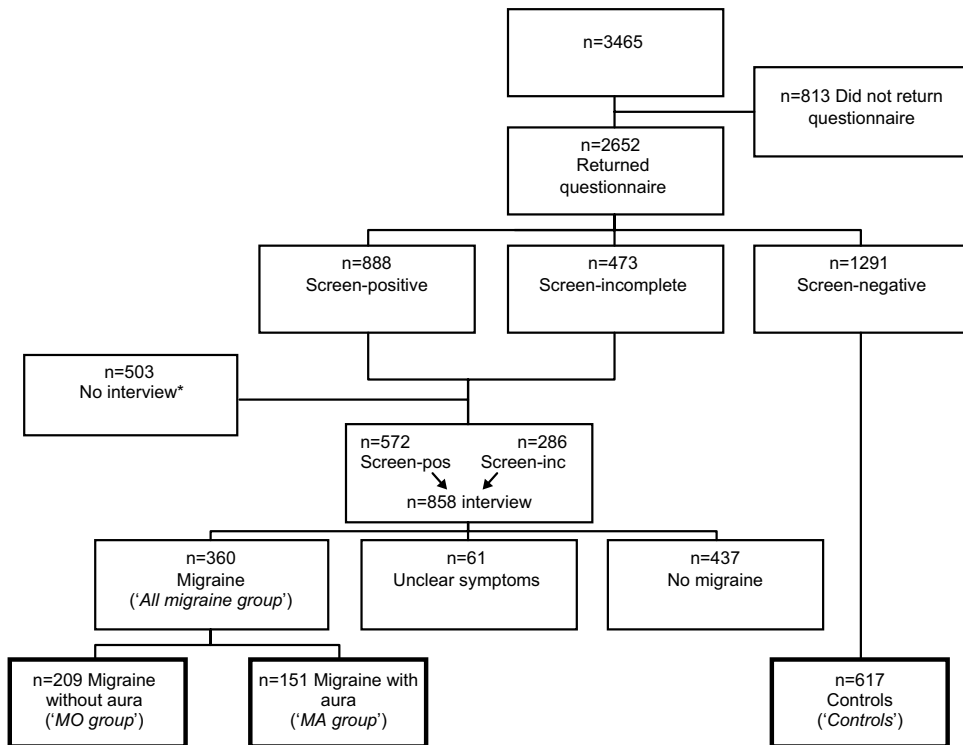 n=3465
n=813 Did not return
questionnaire
n=2652
Returned
questionnaire
n=888
Screen-positive
n=473
Screen-incomplete
n=1291
Screen-negative
n=503
No interview*
n=572
Screen-pos
n=286
Screen-inc
n=858 interview
n=360
Migraine
(‘All migraine group’)
n=61
Unclear symptoms
n=437
No migraine
n=209 Migraine
without aura
(‘MO group’)
n=151 Migraine with
aura
(‘MA group’)
n=617
Controls
(‘Controls’)